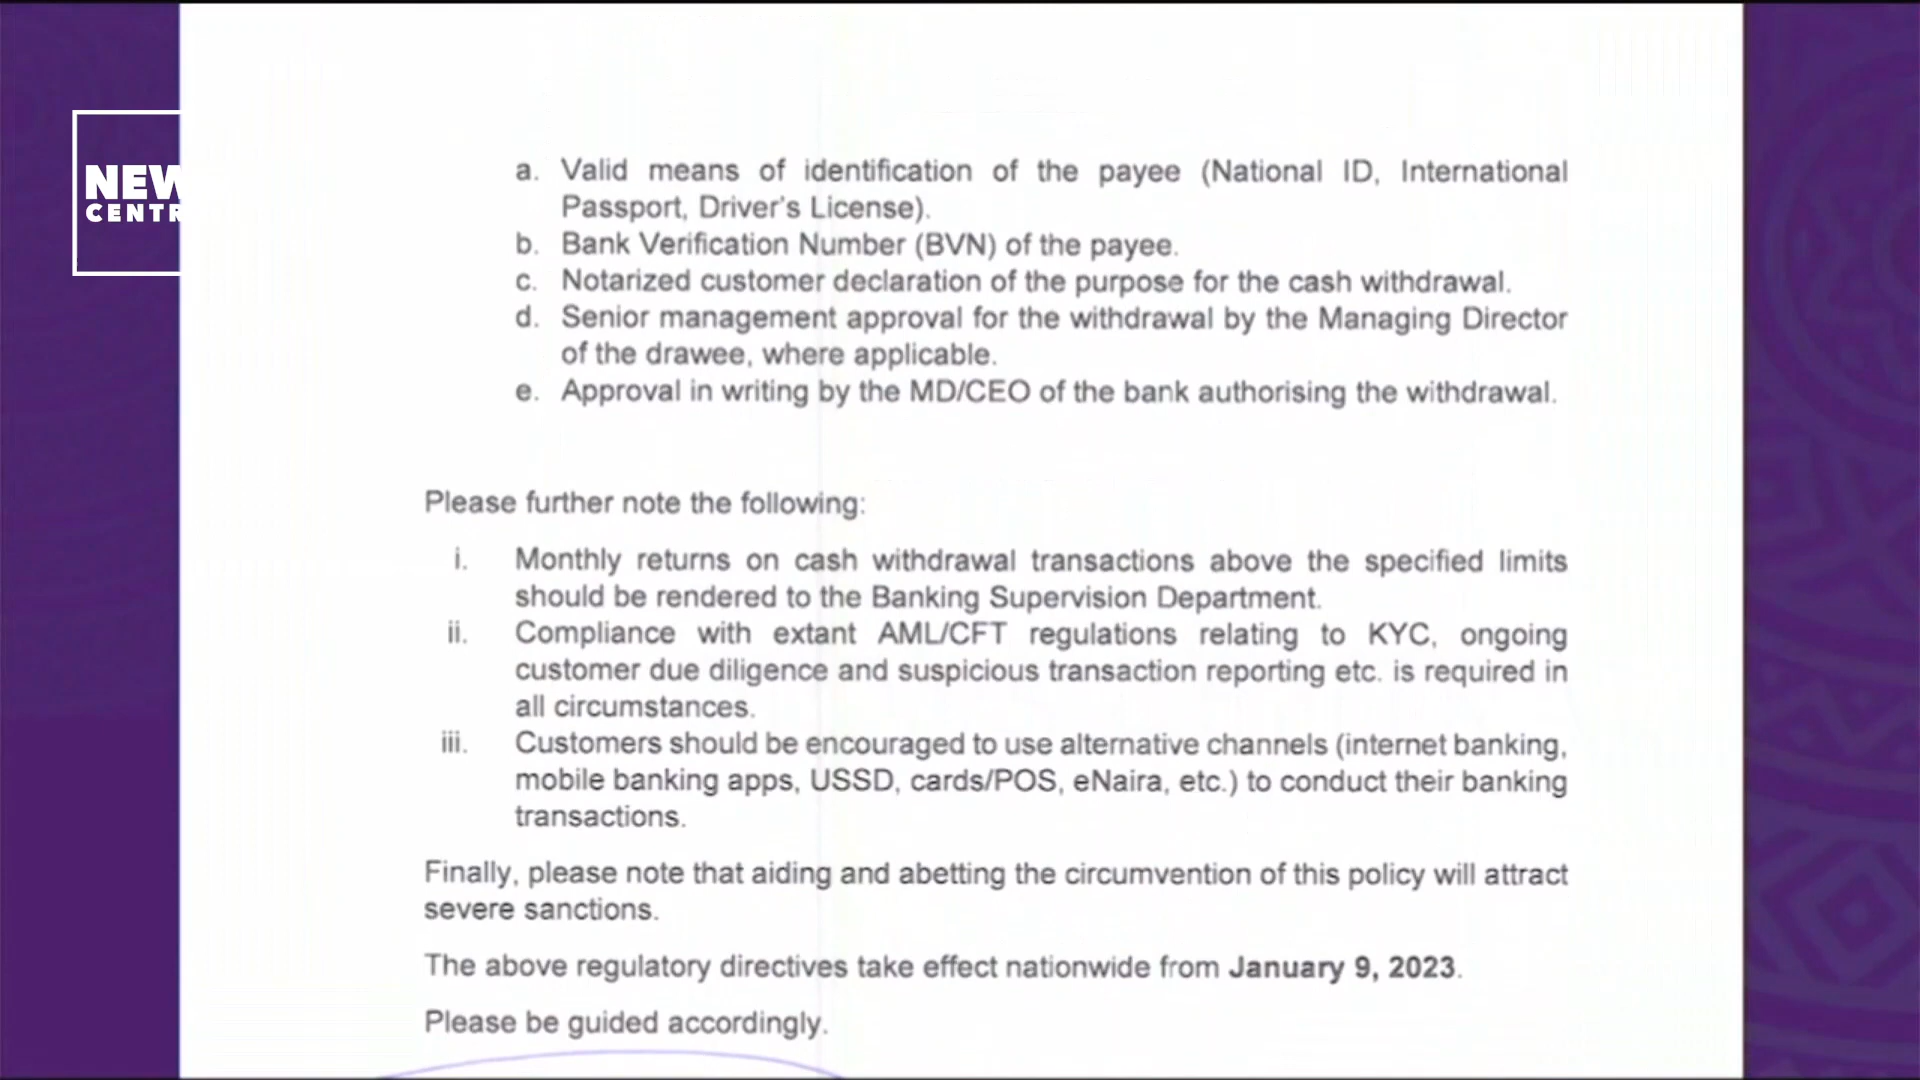 NEW
CENTR
a. Valid means of identification of the payee (National ID, International
Passport, Driver's License).
b. Bank Verification Number (BVN) of the payee.
c. Notarized customer declaration of the purpose for the cash withdrawal.
d. Senior management approval for the withdrawal by the Managing Director
of the drawee, where applicable.
e. Approval in writing by the MD/CEO of the bank authorising the withdrawal.
Please further note the following:
i. Monthly returns on cash withdrawal transactions above the specified limits
should be rendered to the Banking Supervision Department.
ii. Compliance with extant AML/CFT regulations relating to KYC, ongoing
customer due diligence and suspicious transaction reporting etc. is required in
all circumstances.
iii. Customers should be encouraged to use alternative channels (internet banking,
mobile banking apps, USSD, cards/POS, eNaira, etc.) to conduct their banking
transactions.
Finally, please note that aiding and abetting the circumvention of this policy will attract
severe sanctions.
The above regulatory directives take effect nationwide from January 9, 2023.
Please be guided accordingly.